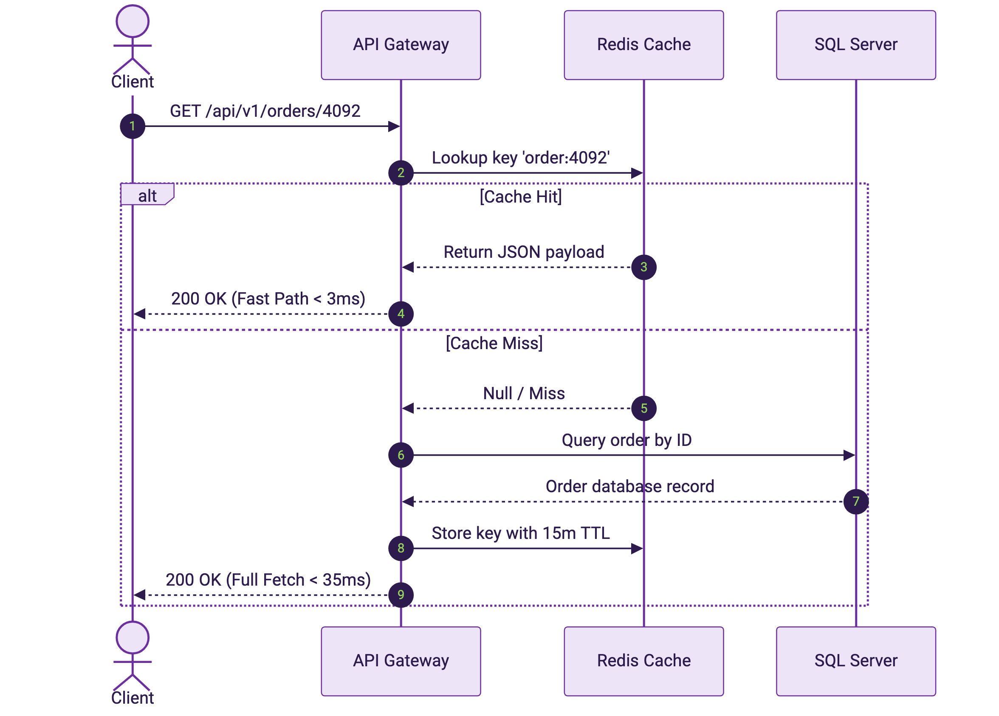 Client
API Gateway
Redis Cache
SQL Server
GET /api/v1/orders/4092
1
Lookup key 'order:4092'
2
alt
[Cache Hit]
Return JSON payload
3
200 OK (Fast Path < 3ms)
4
[Cache Miss]
Null / Miss
5
Query order by ID
6
Order database record
7
Store key with 15m TTL
8
200 OK (Full Fetch < 35ms)
9
Client
API Gateway
Redis Cache
SQL Server